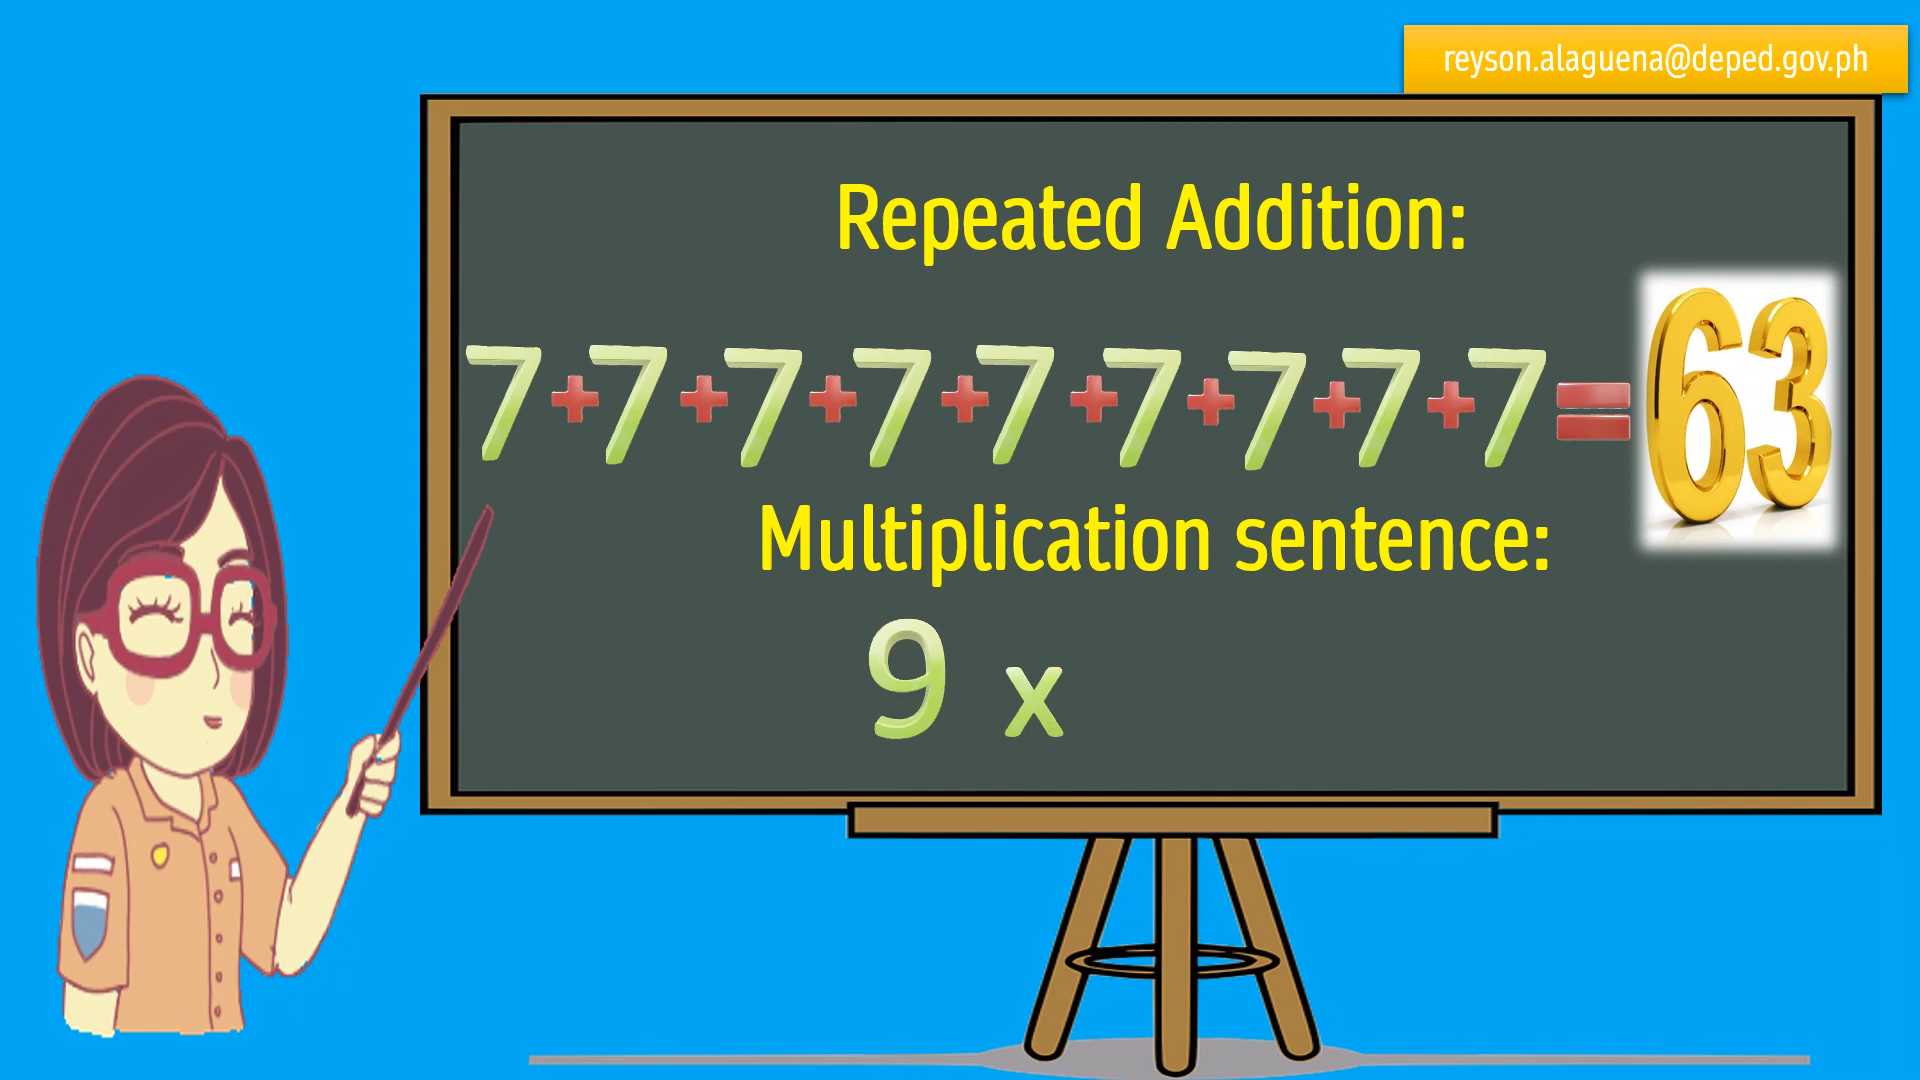 reyson.alaguena@deped.gov.ph
Repeated Addition:
7+7+7+7+7+7+7+7+7=63
Multiplication sentence:
9 x